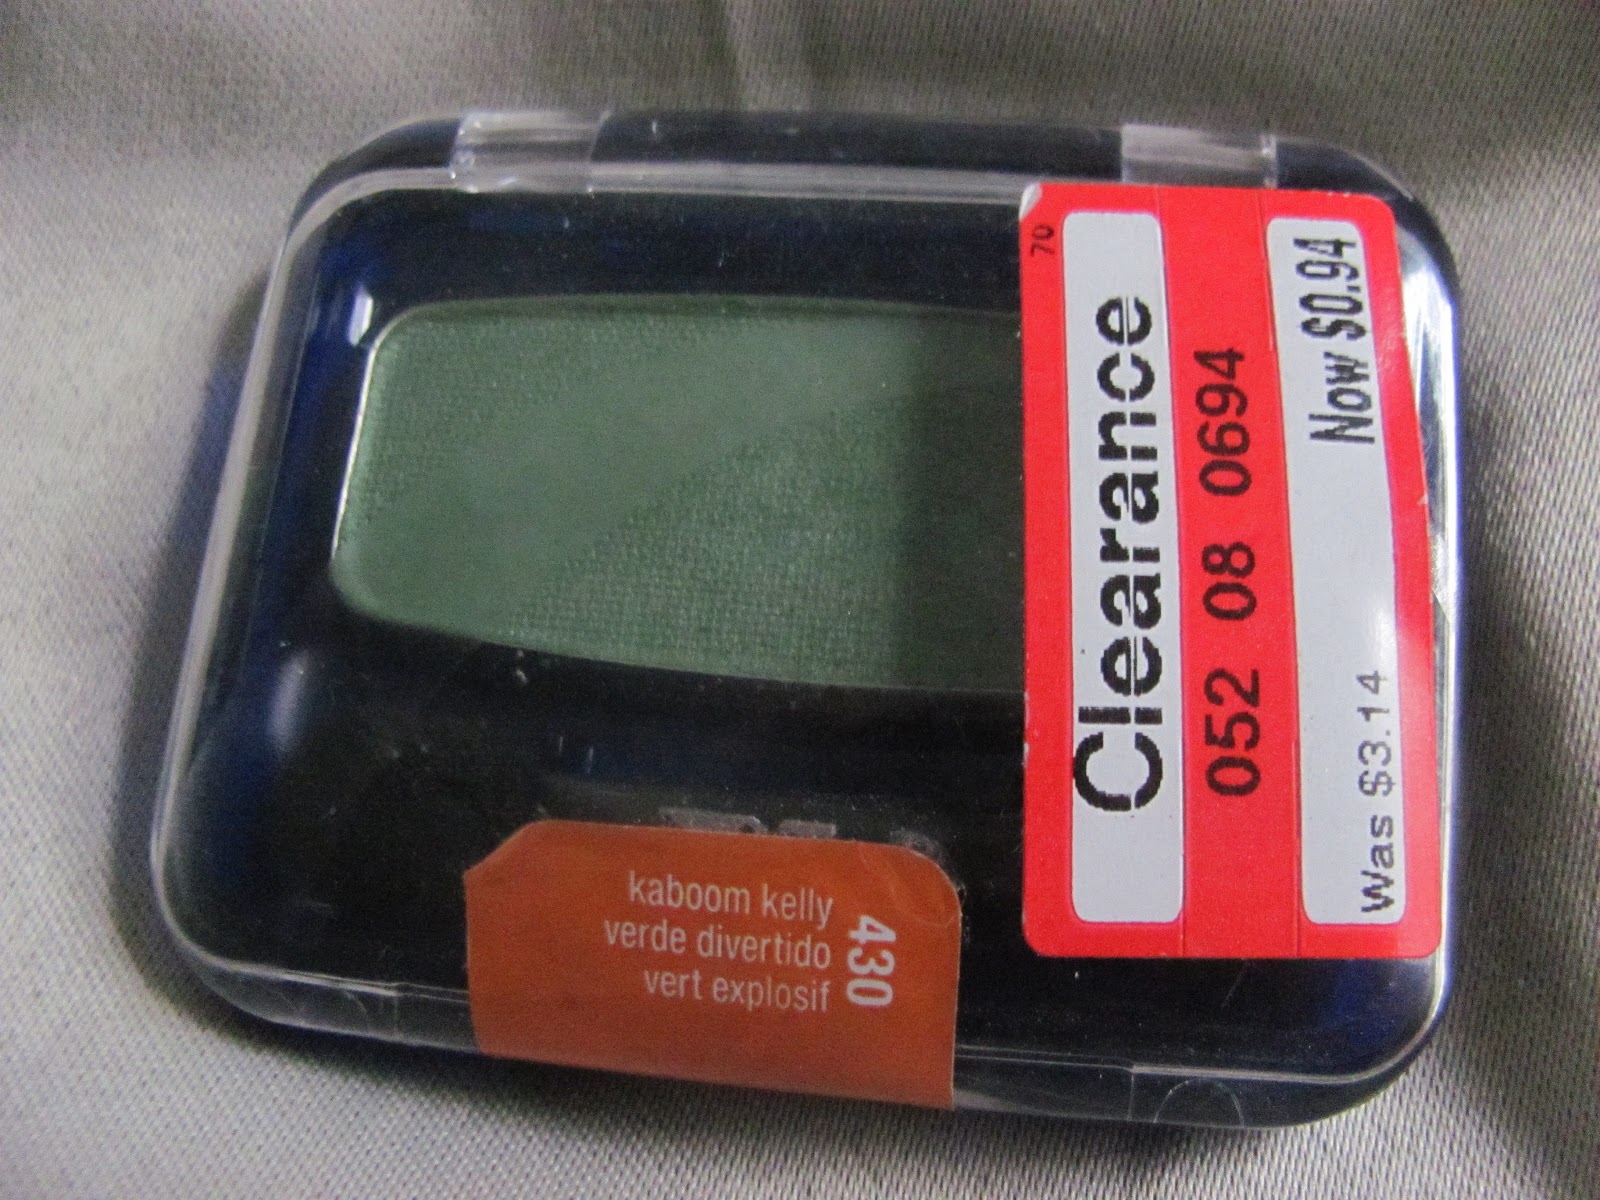 70
Clearance
052 08 0694
Was $3.14 Now $0.94
kaboom kelly
verde divertido
vert explosif
430